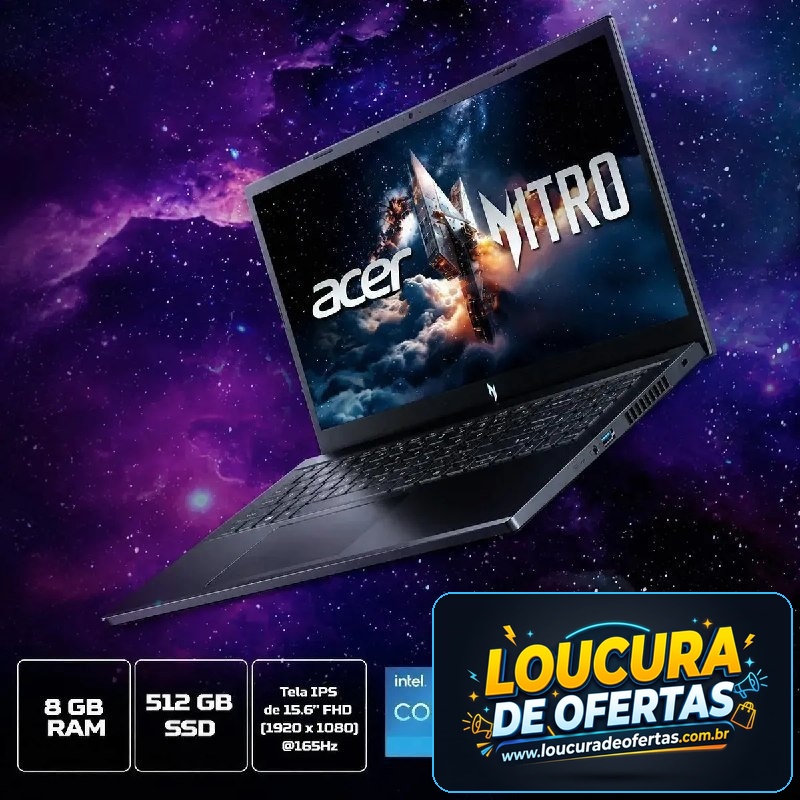 acer NITRO
8 GB
RAM
512 GB
SSD
Tela IPS
de 15.6" FHD
(1920 x 1080)
@165Hz
intel.
CO
LOUCURA
DE OFERTAS
www.loucuradeofertas.com.br